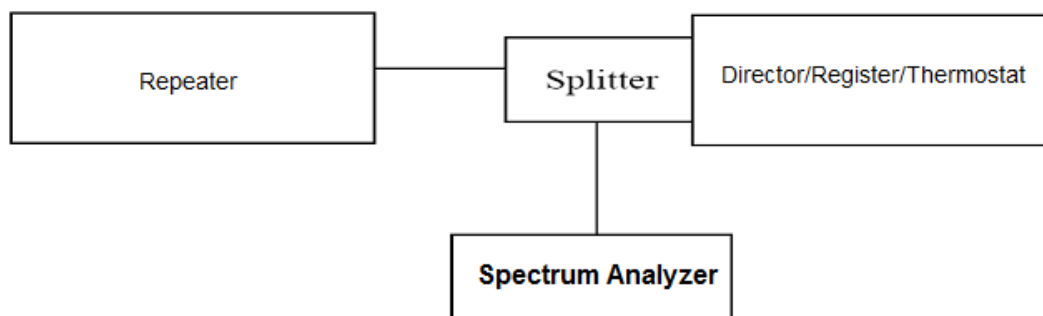 Repeater
Splitter
Director/Register/Thermostat
Spectrum Analyzer